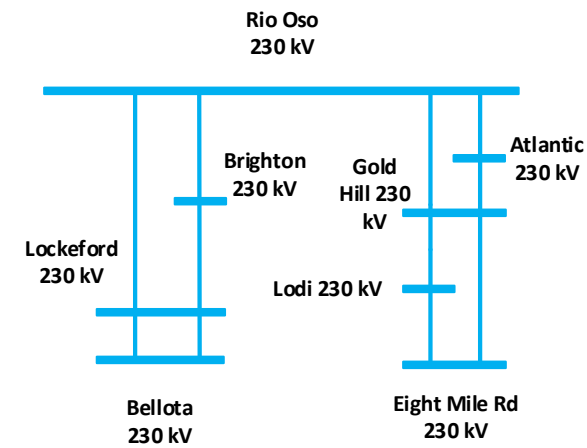 Rio Oso
230 kV
Brighton
230 kV
Gold
Hill 230
kV
Atlantic
230 kV
Lockeford
230 kV
Lodi 230 kV
Bellota
230 kV
Eight Mile Rd
230 kV